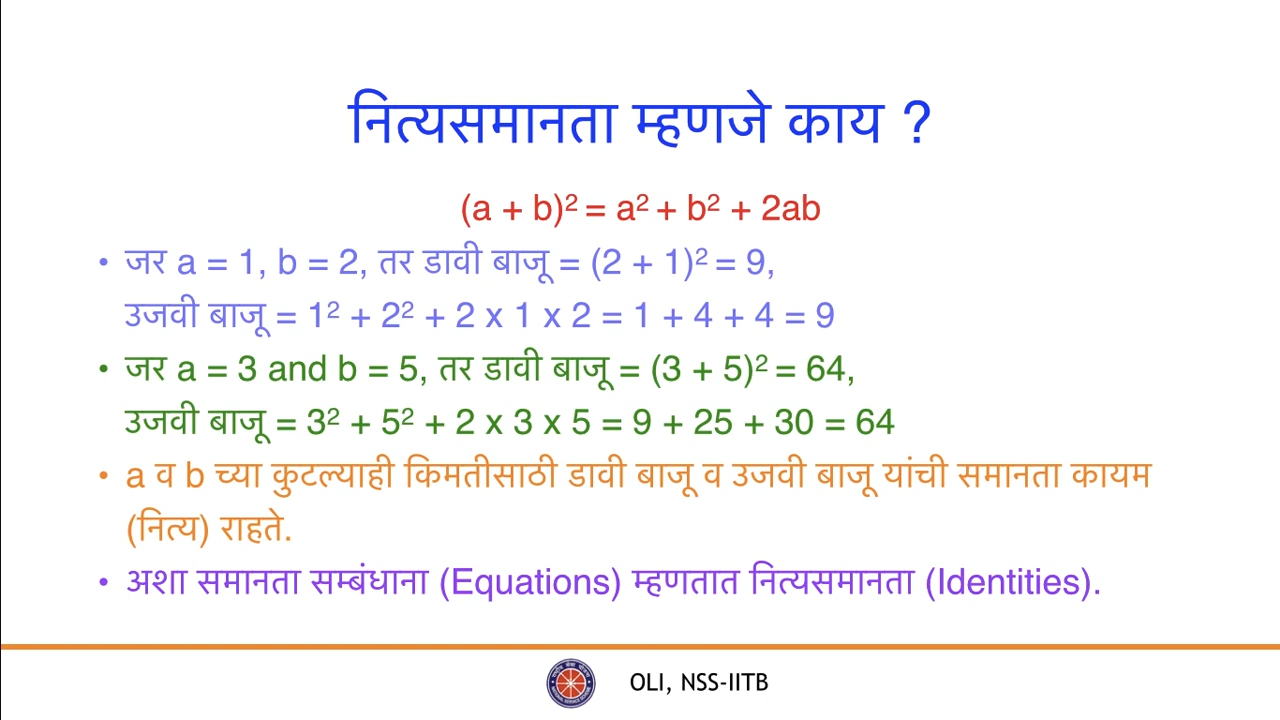 नित्यसमानता म्हणजे काय ?
(a + b)² = a² + b² + 2ab
• जर a = 1, b = 2, तर डावी बाजू = (2 + 1)² = 9,
उजवी बाजू = 1² + 2² + 2 x 1 x 2 = 1 + 4 + 4 = 9
• जर a = 3 and b = 5, तर डावी बाजू = (3 + 5)² = 64,
उजवी बाजू = 3² + 5² + 2 x 3 x 5 = 9 + 25 + 30 = 64
• a व b च्या कुटल्याही किमतीसाठी डावी बाजू व उजवी बाजू यांची समानता कायम
(नित्य) राहते.
• अशा समानता सम्बंधाना (Equations) म्हणतात नित्यसमानता (Identities).
OLI, NSS-IITB